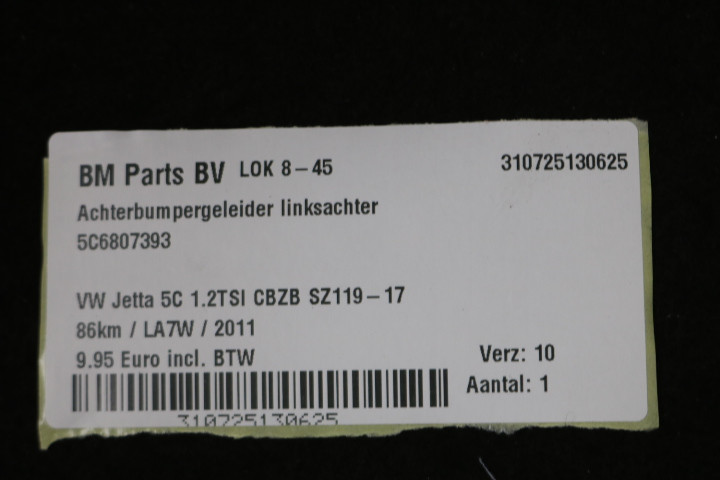 BM Parts BV LOK 8-45 310725130625
Achterbumpergeleider linksachter
5C6807393
VW Jetta 5C 1.2TSI CBZB SZ119-17
86km / LA7W / 2011
9.95 Euro incl. BTW Verz: 10
Aantal: 1
310725130625